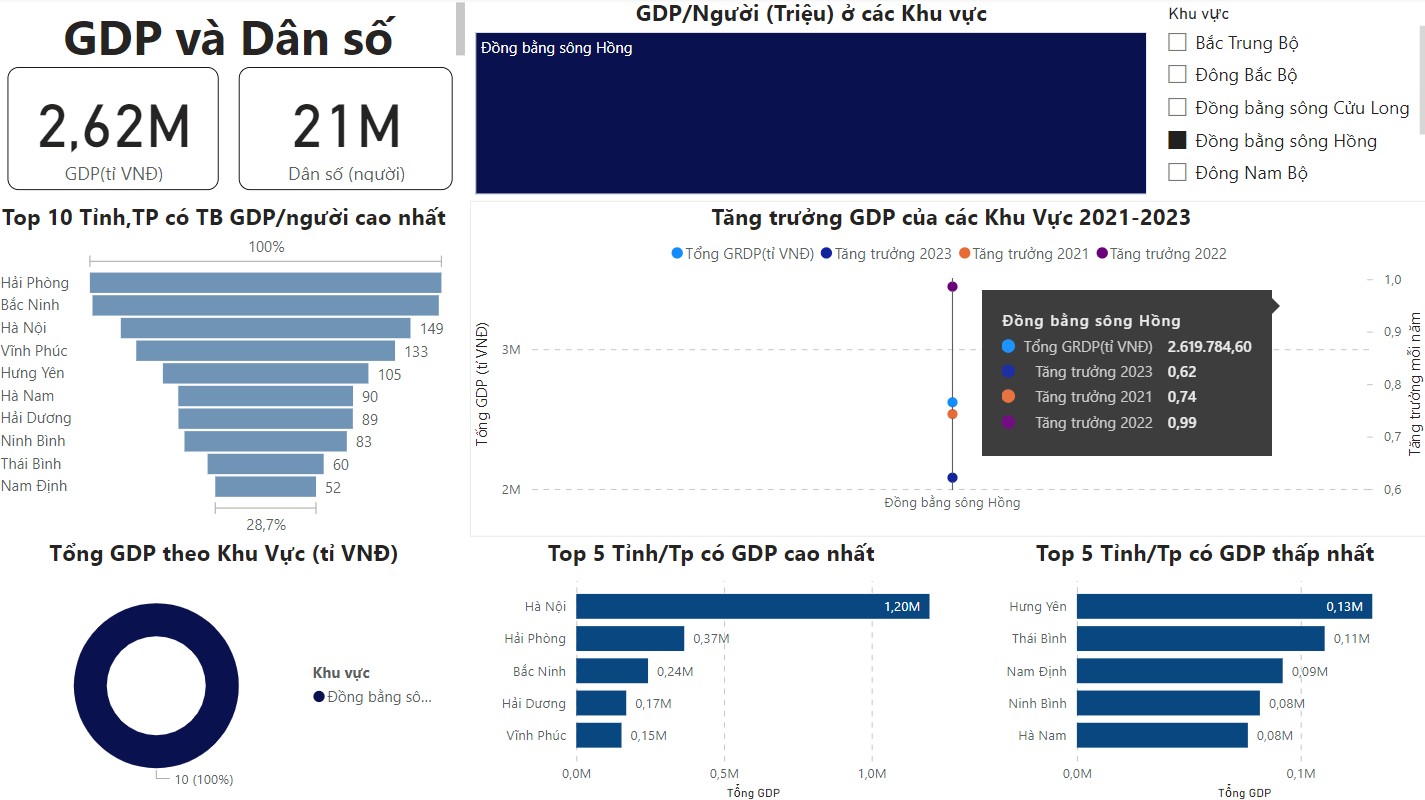 GDP và Dân số
2,62M
GDP(tỉ VNĐ)
21M
Dân số (người)
GDP/Người (Triệu) ở các Khu vực
Đồng bằng sông Hồng
Khu vực
Bắc Trung Bộ
Đông Bắc Bộ
Đồng bằng sông Cửu Long
Đồng bằng sông Hồng
Đông Nam Bộ
Top 10 Tỉnh,TP có TB GDP/người cao nhất
100%
Hải Phòng
Bắc Ninh
Hà Nội 149
Vĩnh Phúc 133
Hưng Yên 105
Hà Nam 90
Hải Dương 89
Ninh Bình 83
Thái Bình 60
Nam Định 52
28,7%
Tăng trưởng GDP của các Khu Vực 2021-2023
Tổng GRDP(tỉ VNĐ) Tăng trưởng 2023 Tăng trưởng 2021 Tăng trưởng 2022
Tổng GDP (tỉ VNĐ)
3M
2M
Đồng bằng sông Hồng
Tổng GRDP(tỉ VNĐ) 2.619.784,60
Tăng trưởng 2023 0,62
Tăng trưởng 2021 0,74
Tăng trưởng 2022 0,99
1,0
0,9
0,8
0,7
0,6
Tăng trưởng mỗi năm
Đồng bằng sông Hồng
Tổng GDP theo Khu Vực (tỉ VNĐ)
Khu vực
Đồng bằng sô...
10 (100%)
Top 5 Tỉnh/Tp có GDP cao nhất
Hà Nội 1,20M
Hải Phòng 0,37M
Bắc Ninh 0,24M
Hải Dương 0,17M
Vĩnh Phúc 0,15M
0,0M 0,5M 1,0M
Tổng GDP
Top 5 Tỉnh/Tp có GDP thấp nhất
Hưng Yên 0,13M
Thái Bình 0,11M
Nam Định 0,09M
Ninh Bình 0,08M
Hà Nam 0,08M
0,0M 0,1M
Tổng GDP